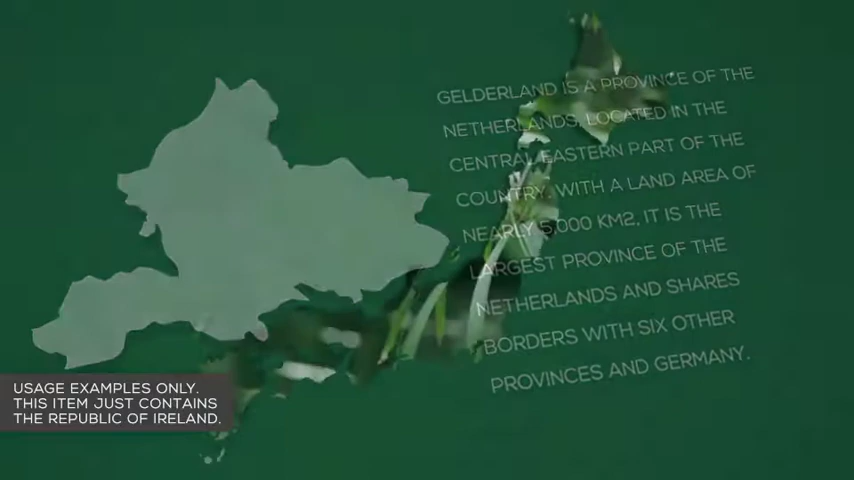 GELDERLAND IS A PROVINCE OF THE
NETHERLANDS, LOCATED IN THE
CENTRAL EASTERN PART OF THE
COUNTRY. WITH A LAND AREA OF
NEARLY 5,000 KM2, IT IS THE
LARGEST PROVINCE OF THE
NETHERLANDS AND SHARES
BORDERS WITH SIX OTHER
PROVINCES AND GERMANY.
USAGE EXAMPLES ONLY.
THIS ITEM JUST CONTAINS
THE REPUBLIC OF IRELAND.